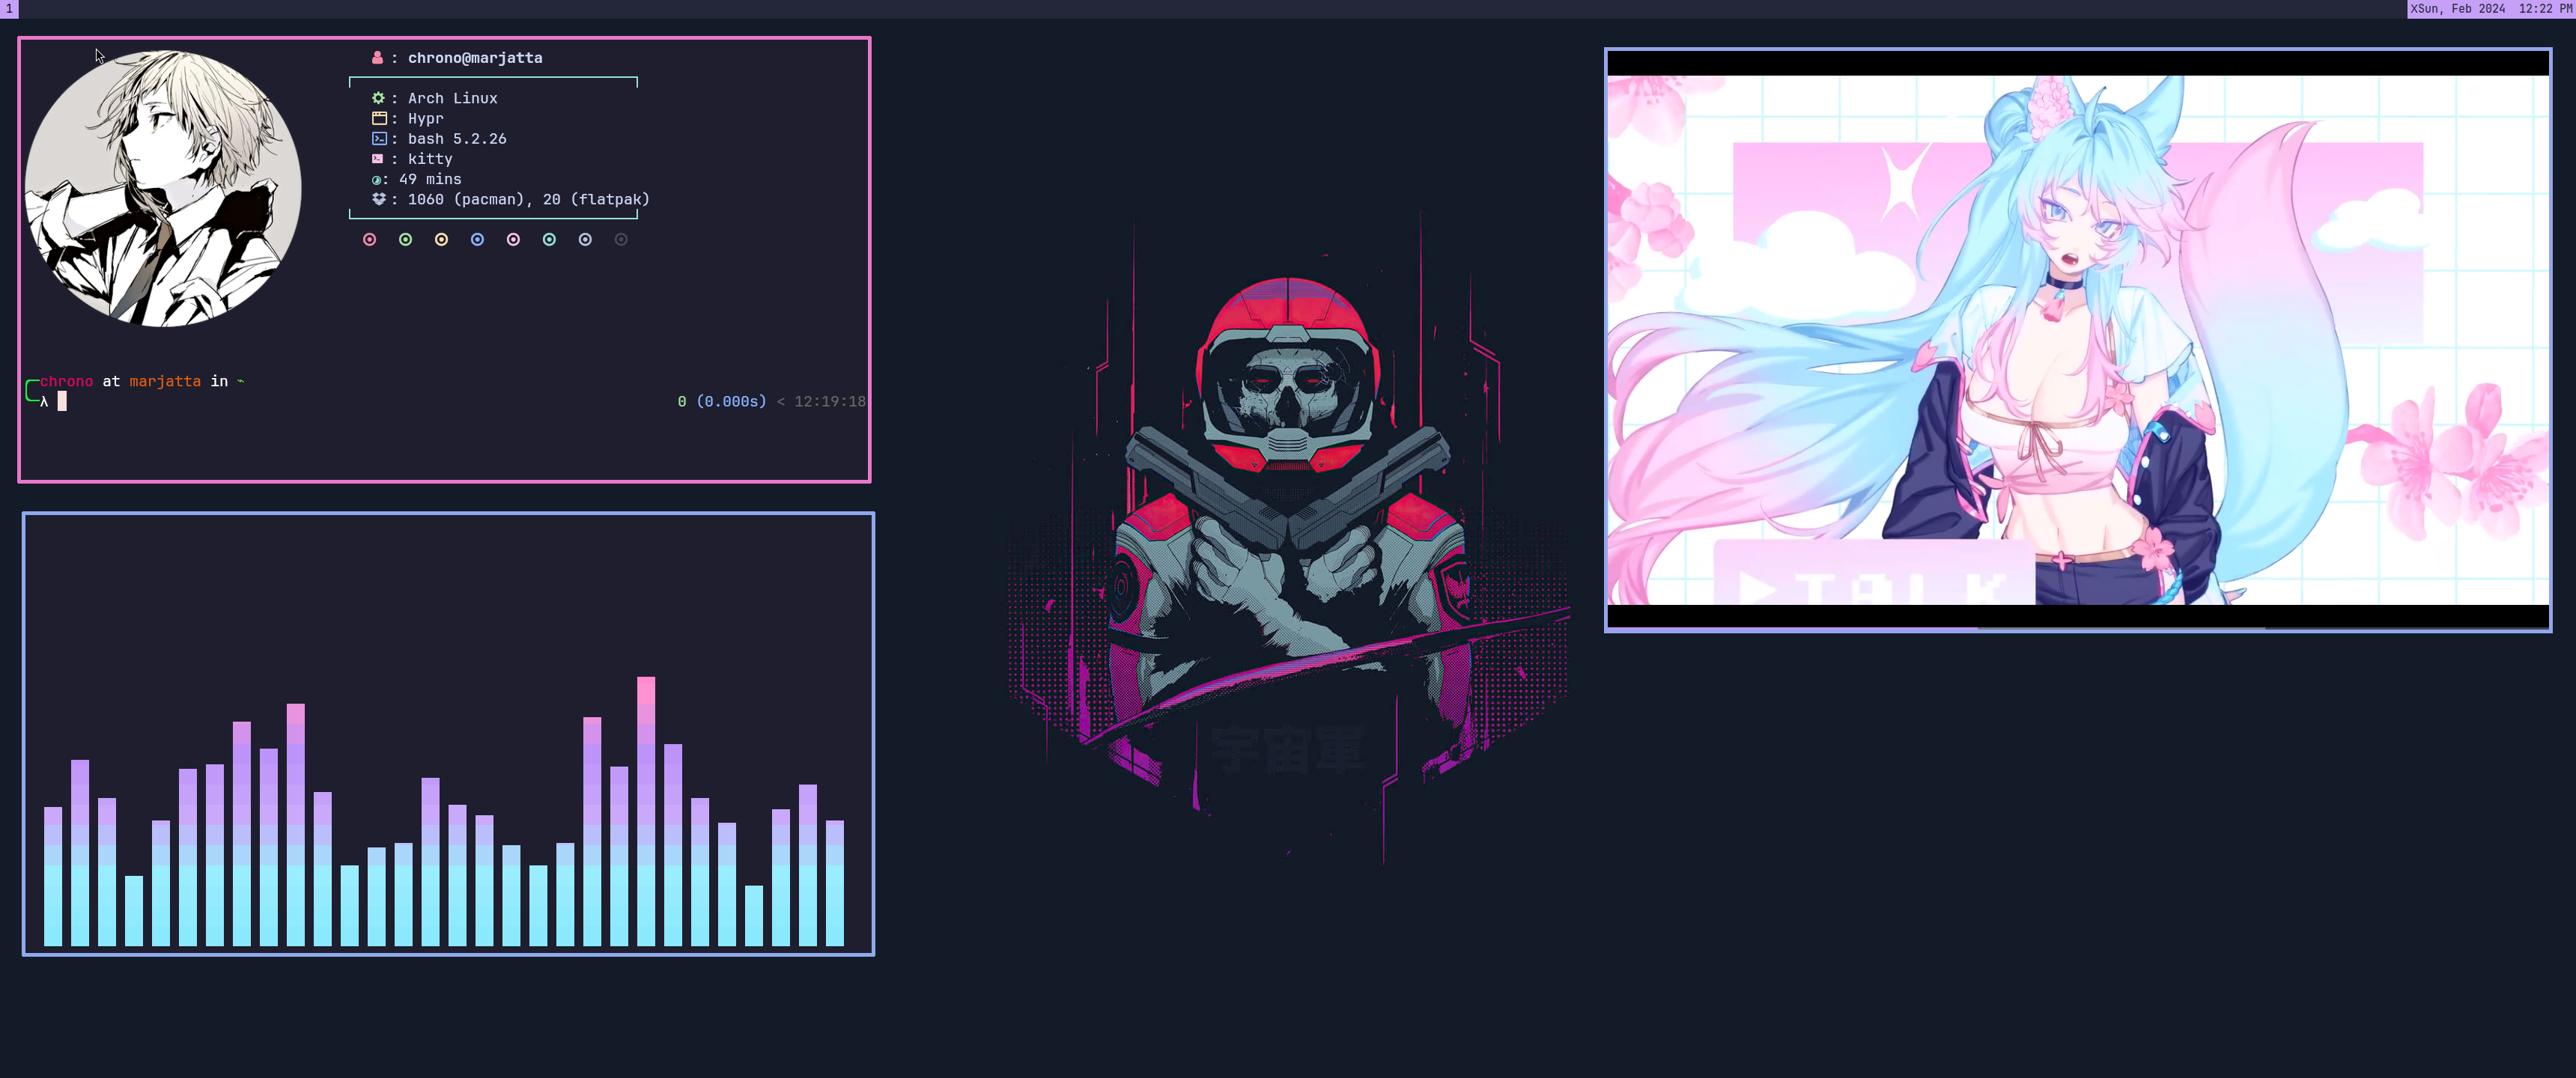 1
XSun, Feb 2024 12:22 PM
: chrono@marjatta
: Arch Linux
: Hypr
: bash 5.2.26
: kitty
: 49 mins
: 1060 (pacman), 20 (flatpak)
chrono at marjatta in ~
λ
0 (0.000s) < 12:19:18
宇宙軍
TALK